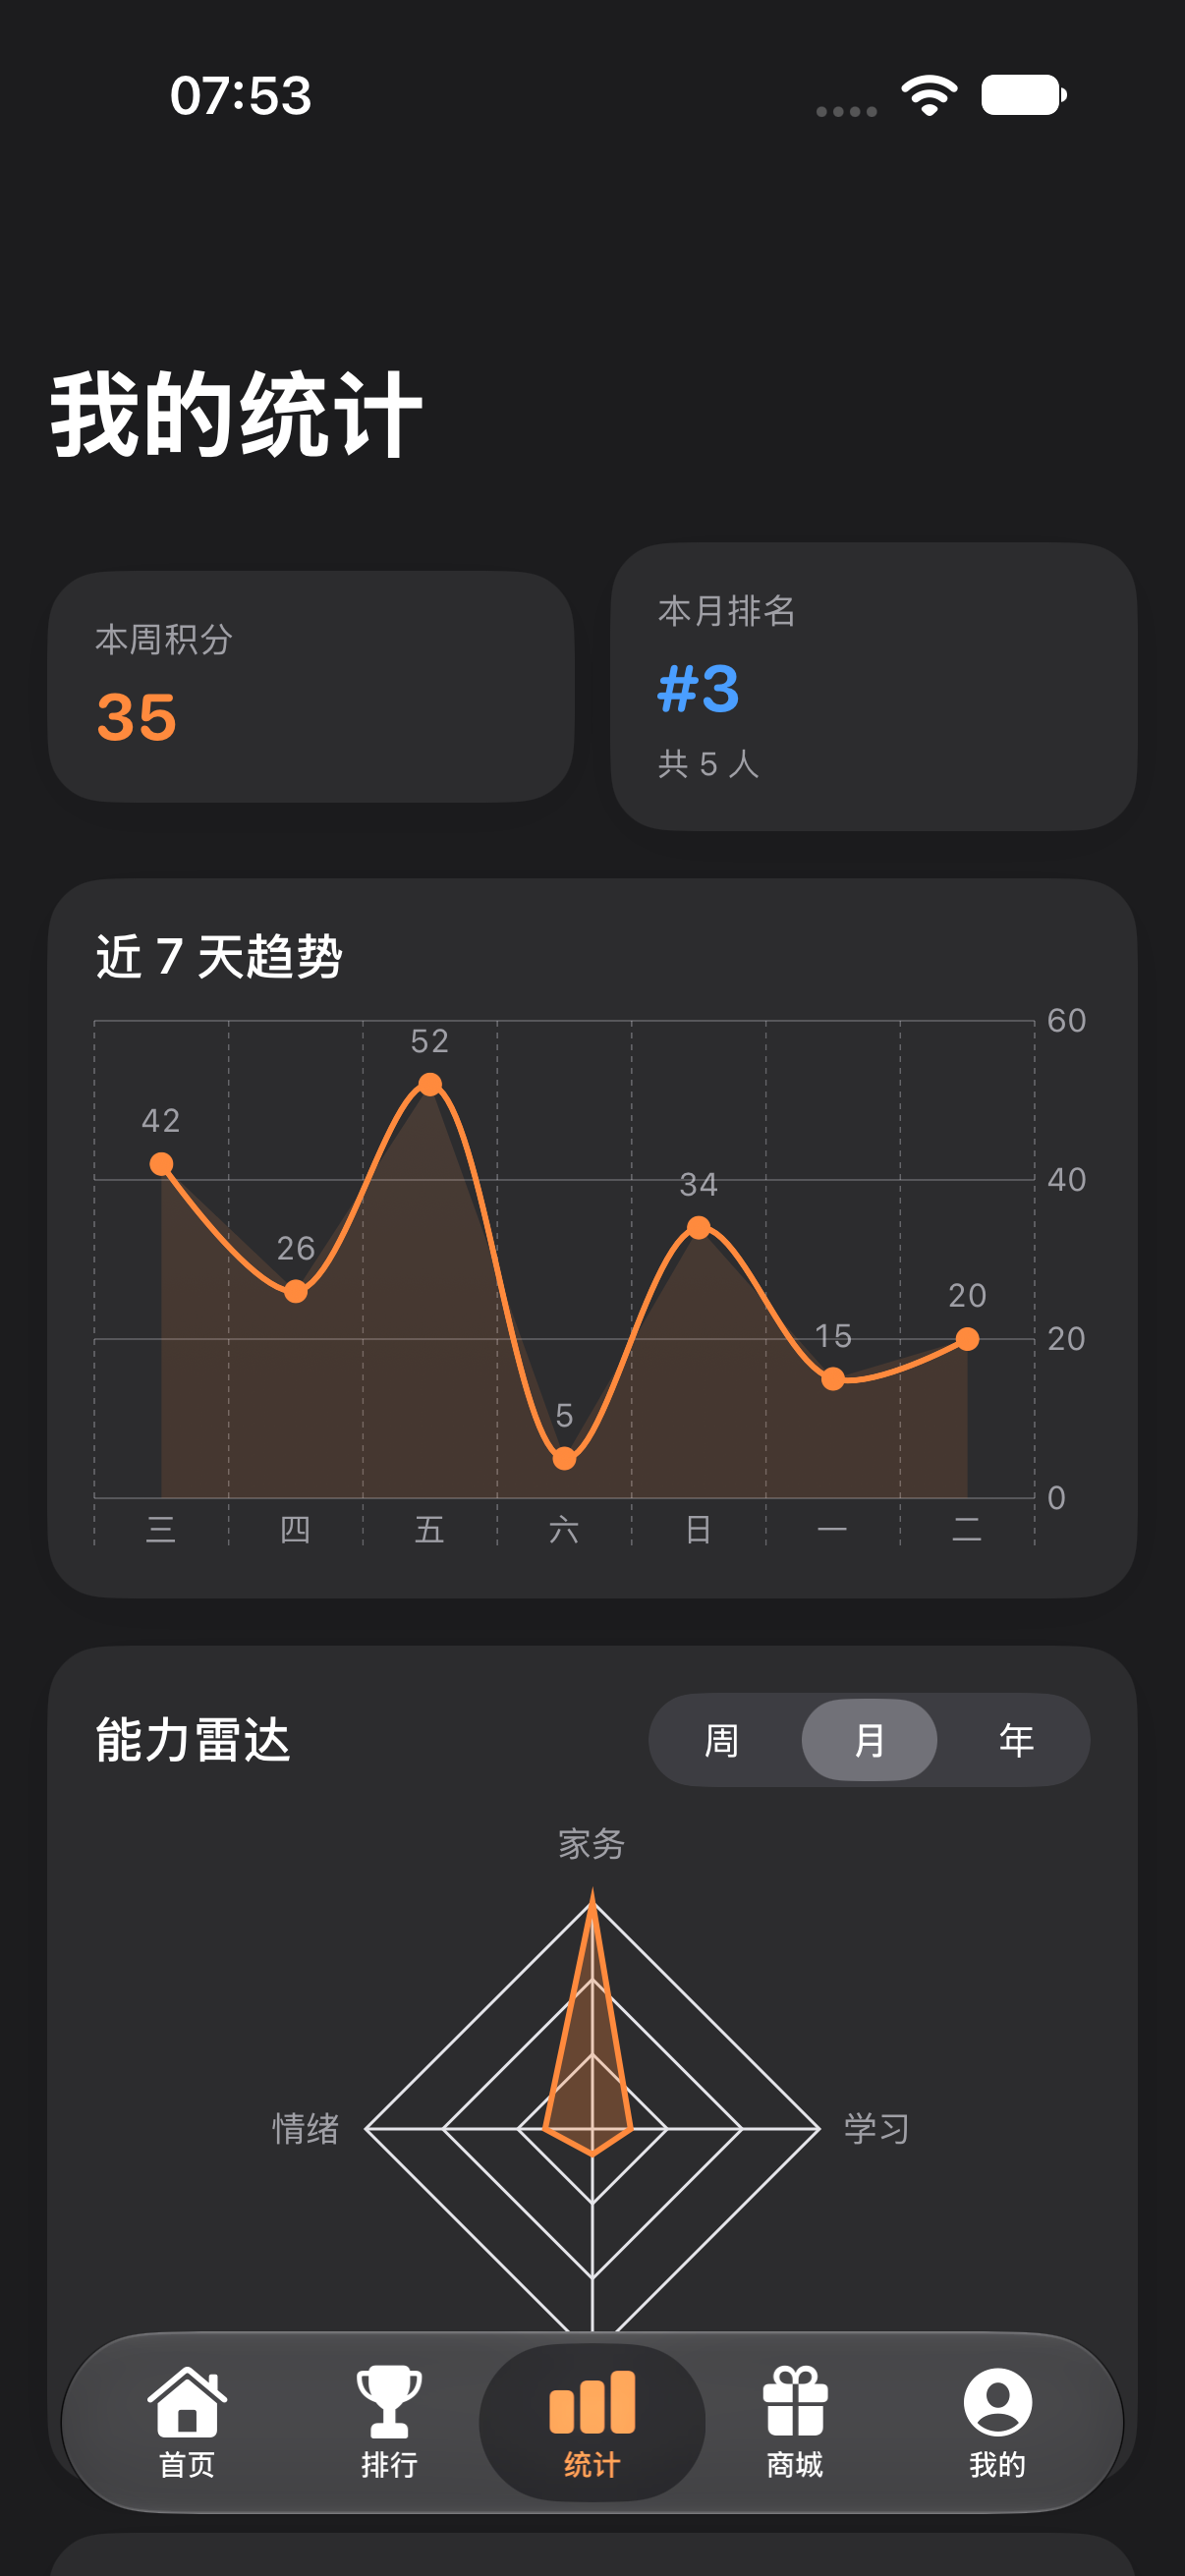 07:53
我的统计
本周积分
35
本月排名
#3
共 5 人
近 7 天趋势
60
52
42
40
34
26
20
15
20
5
0
三 四 五 六 日 一 二
能力雷达
周 月 年
家务
情绪 学习
首页 排行 统计 商城 我的